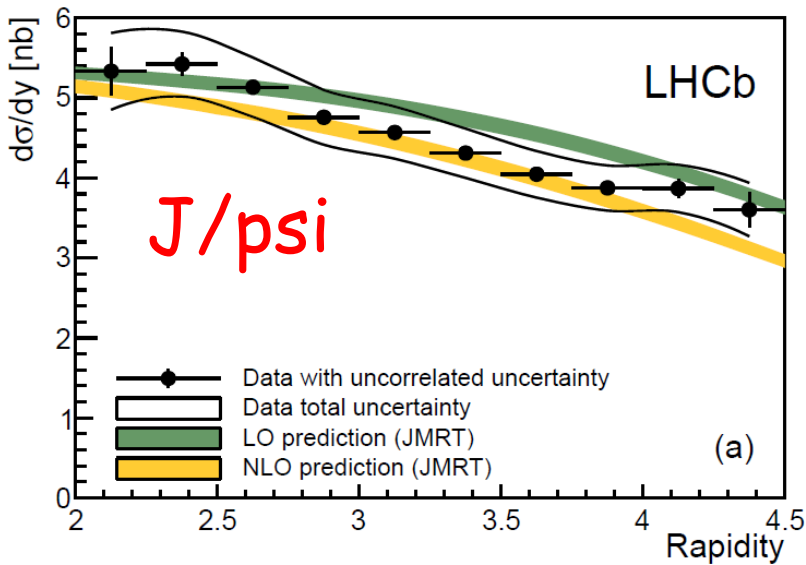 dσ/dy [nb]
6
5
4
3
2
1
0
LHCb
J/psi
Data with uncorrelated uncertainty
Data total uncertainty
LO prediction (JMRT)
NLO prediction (JMRT)
(a)
2 2.5 3 3.5 4 4.5
Rapidity